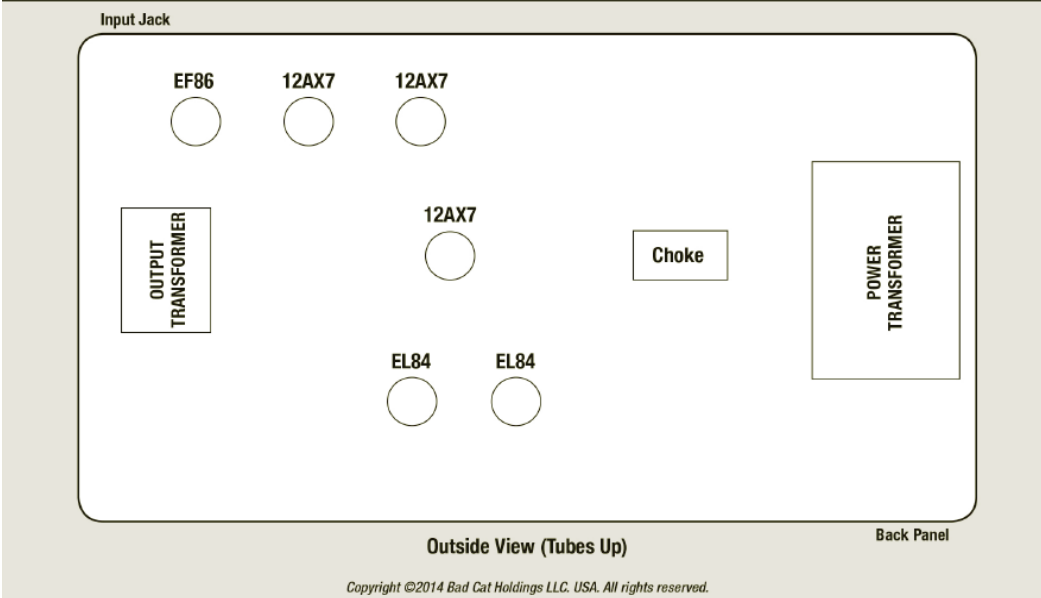 Input Jack
EF86 12AX7 12AX7
12AX7
OUTPUT
TRANSFORMER
Choke
POWER
TRANSFORMER
EL84 EL84
Back Panel
Outside View (Tubes Up)
Copyright ©2014 Bad Cat Holdings LLC. USA. All rights reserved.